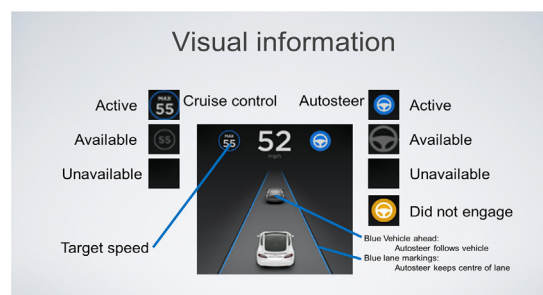 Visual information
Active
MAX
55
Cruise control
Autosteer
Active
Available
55
MAX
55
52
mph
Available
Unavailable
Unavailable
Did not engage
Target speed
Blue Vehicle ahead:
Autosteer follows vehicle
Blue lane markings:
Autosteer keeps centre of lane